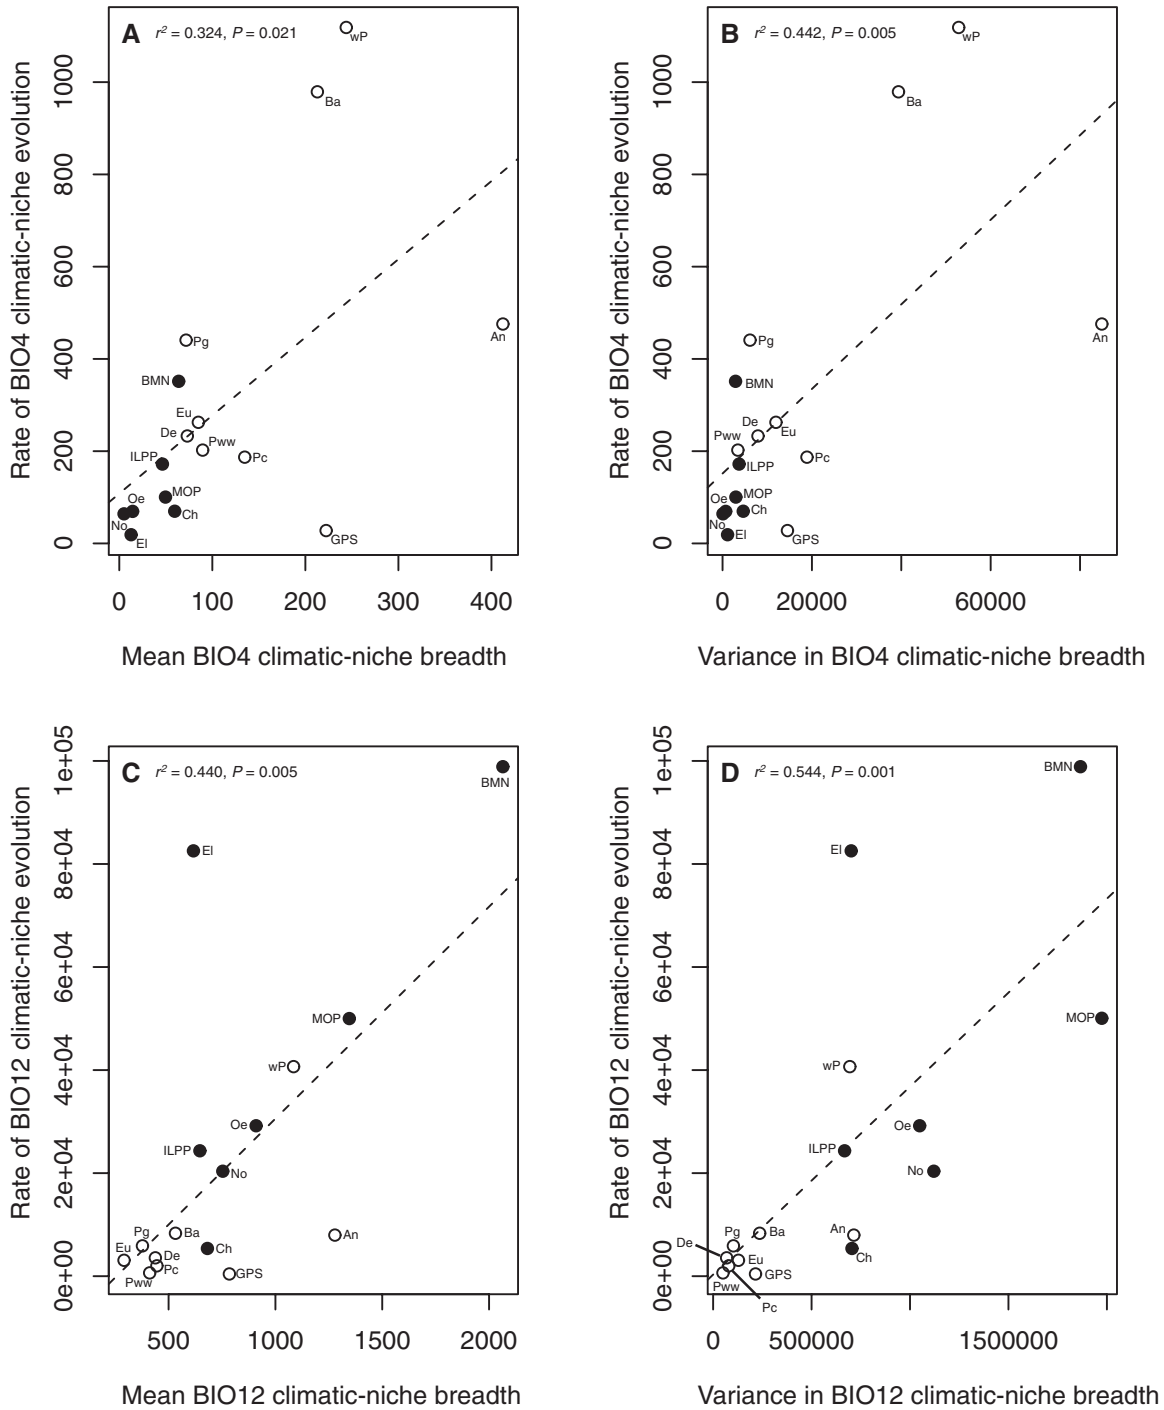 A r² = 0.324, P = 0.021
Rate of BIO4 climatic-niche evolution
0 200 400 600 800 1000
wP
Ba
An
Pg
BMN
Eu
De
Pww
ILPP
Pc
MOP
Oe
Ch
No
El
GPS
0 100 200 300 400
Mean BIO4 climatic-niche breadth
B r² = 0.442, P = 0.005
Rate of BIO4 climatic-niche evolution
0 200 400 600 800 1000
wP
Ba
An
Pg
BMN
De
Eu
Pww
Pc
ILPP
MOP
Oe
Ch
No
El
GPS
0 20000 60000
Variance in BIO4 climatic-niche breadth
C r² = 0.440, P = 0.005
Rate of BIO12 climatic-niche evolution
0e+00 2e+04 4e+04 6e+04 8e+04 1e+05
BMN
El
MOP
wP
Oe
ILPP
No
Pg
Ba
An
Eu
Ch
De
Pc
GPS
Pww
500 1000 1500 2000
Mean BIO12 climatic-niche breadth
D r² = 0.544, P = 0.001
Rate of BIO12 climatic-niche evolution
0e+00 2e+04 4e+04 6e+04 8e+04 1e+05
BMN
El
MOP
wP
Oe
ILPP
No
Pg
Ba
An
De
Eu
Ch
GPS
Pww
Pc
0 500000 1500000
Variance in BIO12 climatic-niche breadth